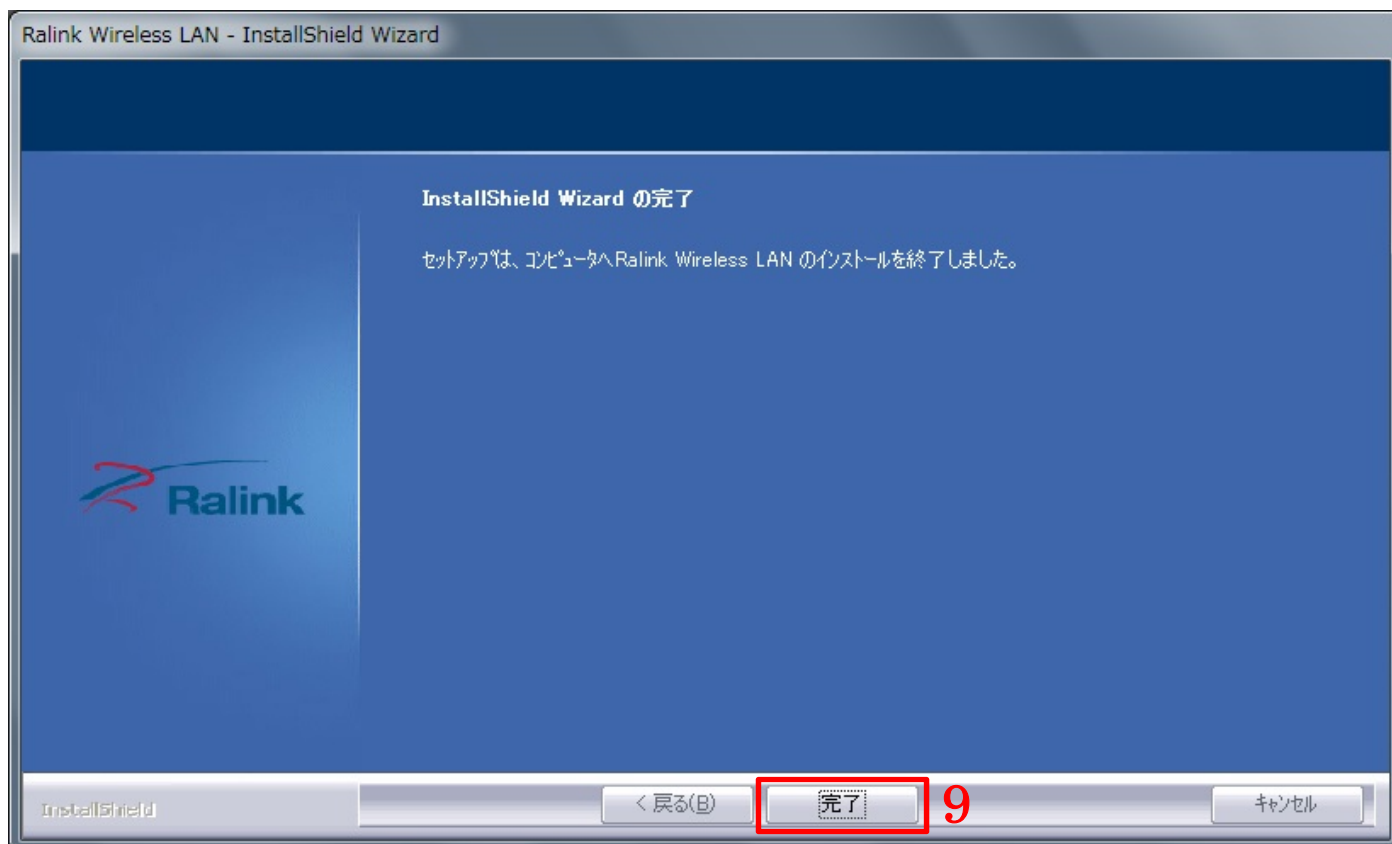 Ralink Wireless LAN - InstallShield Wizard
InstallShield Wizard の完了
セットアップは、コンピュータへRalink Wireless LAN のインストールを終了しました。
Ralink
InstallShield
< 戻る(B)
完了
9
キャンセル